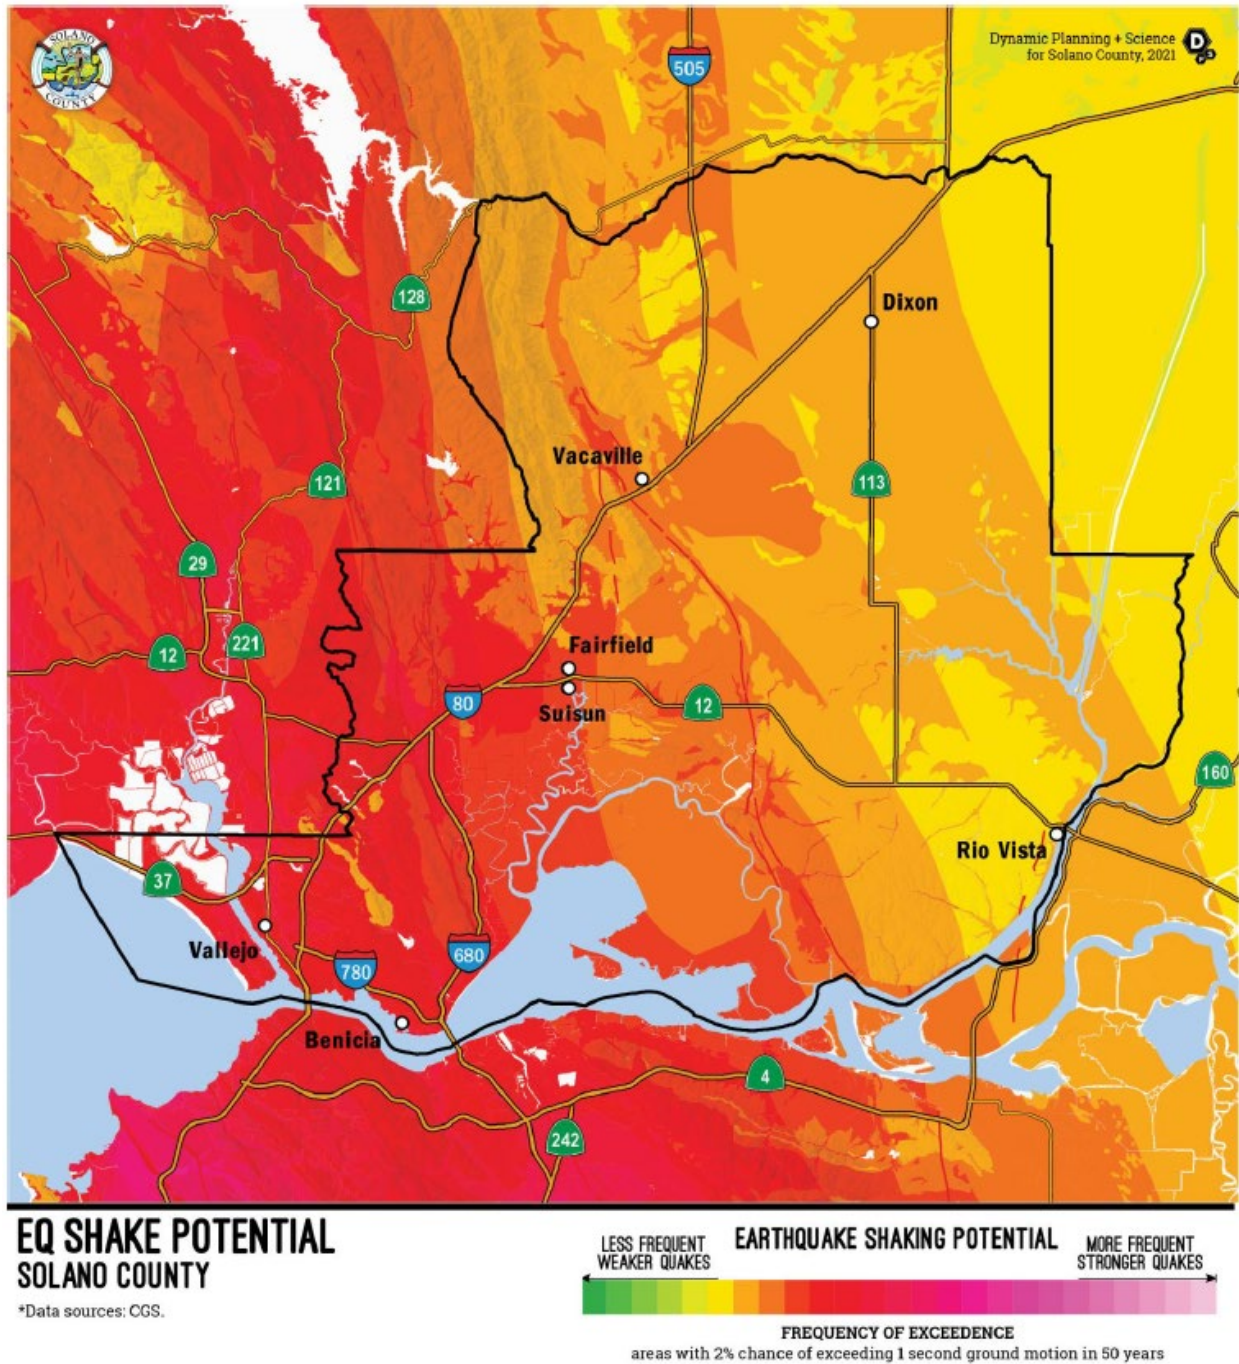 SOLANO
COUNTY
505
Dynamic Planning + Science
for Solano County, 2021
D
128
Dixon
Vacaville
121
113
29
12
221
Fairfield
80
Suisun
12
160
37
Rio Vista
Vallejo
780
680
Benicia
4
242
EQ SHAKE POTENTIAL
SOLANO COUNTY
*Data sources: CGS.
LESS FREQUENT
WEAKER QUAKES
EARTHQUAKE SHAKING POTENTIAL
MORE FREQUENT
STRONGER QUAKES
FREQUENCY OF EXCEEDENCE
areas with 2% chance of exceeding 1 second ground motion in 50 years